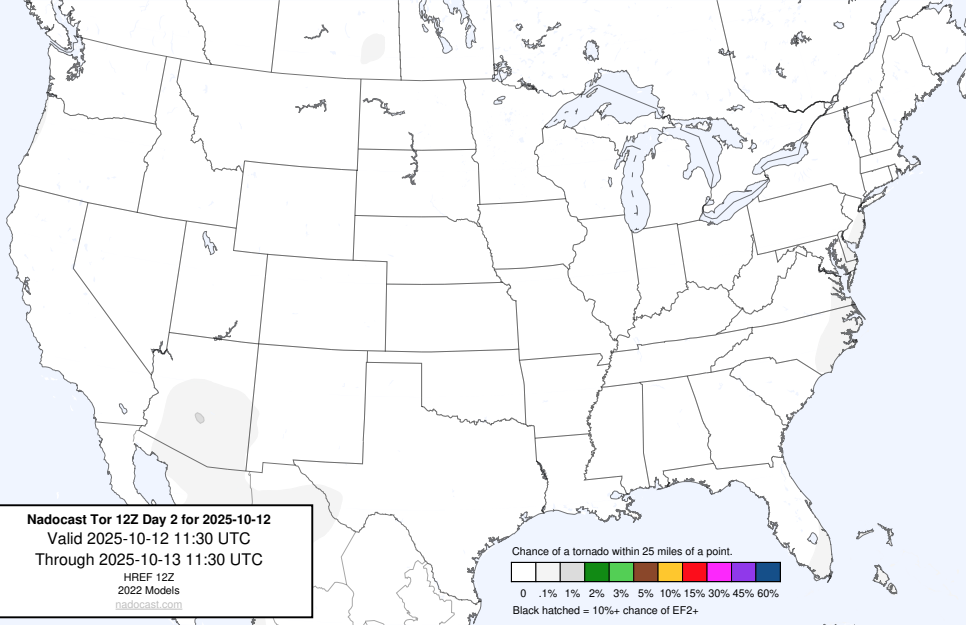 Nadocast Tor 12Z Day 2 for 2025-10-12
Valid 2025-10-12 11:30 UTC
Through 2025-10-13 11:30 UTC
HREF 12Z
2022 Models
nadocast.com
Chance of a tornado within 25 miles of a point.
0 .1% 1% 2% 3% 5% 10% 15% 30% 45% 60%
Black hatched = 10%+ chance of EF2+